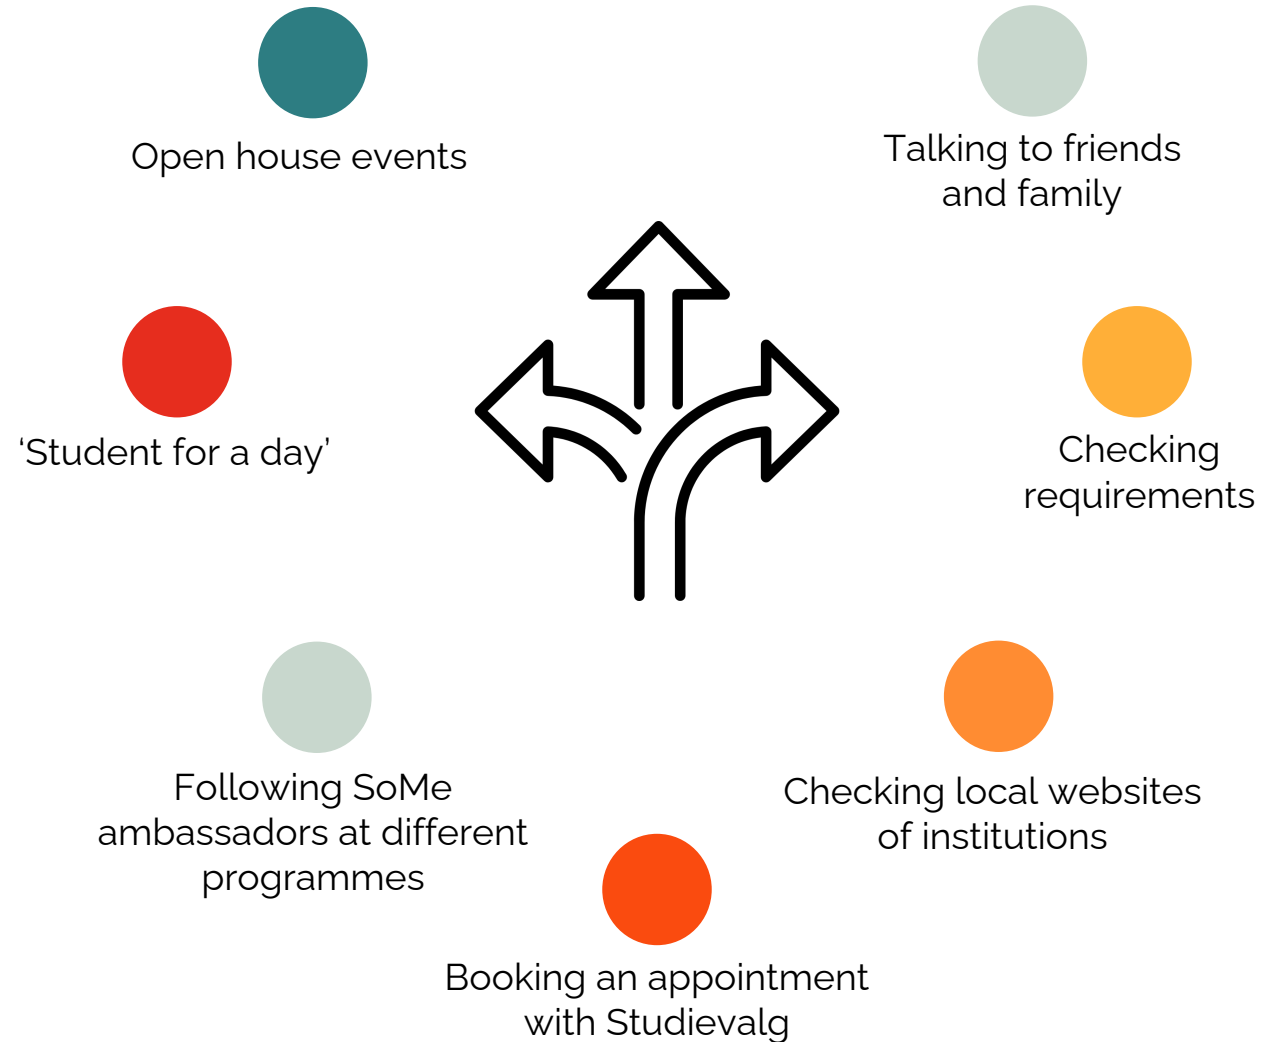 Open house events
Talking to friends
and family
‘Student for a day’
Checking
requirements
Following SoMe
ambassadors at different
programmes
Checking local websites
of institutions
Booking an appointment
with Studievalg